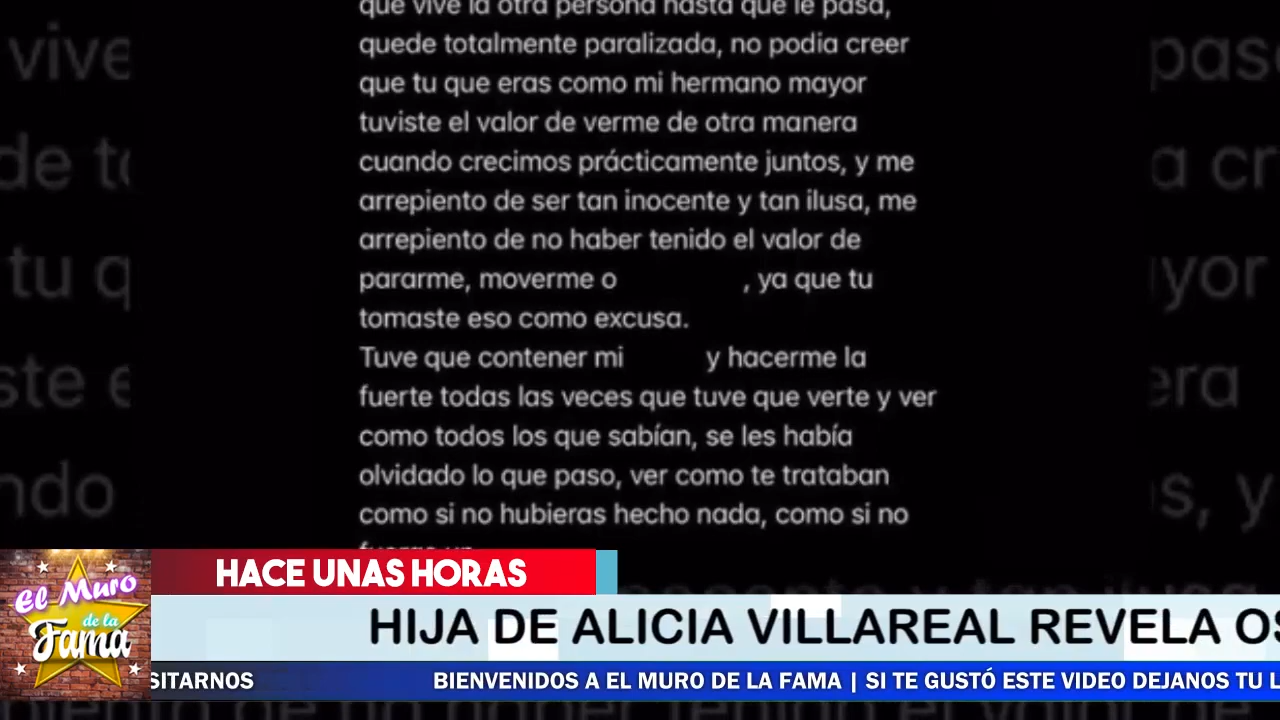 que vive la otra persona hasta que le pasa,
quede totalmente paralizada, no podia creer
que tu que eras como mi hermano mayor
tuviste el valor de verme de otra manera
cuando crecimos prácticamente juntos, y me
arrepiento de ser tan inocente y tan ilusa, me
arrepiento de no haber tenido el valor de
pararme, moverme o , ya que tu
tomaste eso como excusa.
Tuve que contener mi y hacerme la
fuerte todas las veces que tuve que verte y ver
como todos los que sabían, se les había
olvidado lo que paso, ver como te trataban
como si no hubieras hecho nada, como si no
HACE UNAS HORAS
El Muro
de la
Fama
HIJA DE ALICIA VILLAREAL REVELA OS
SITARNOS BIENVENIDOS A EL MURO DE LA FAMA | SI TE GUSTÓ ESTE VIDEO DEJANOS TU L